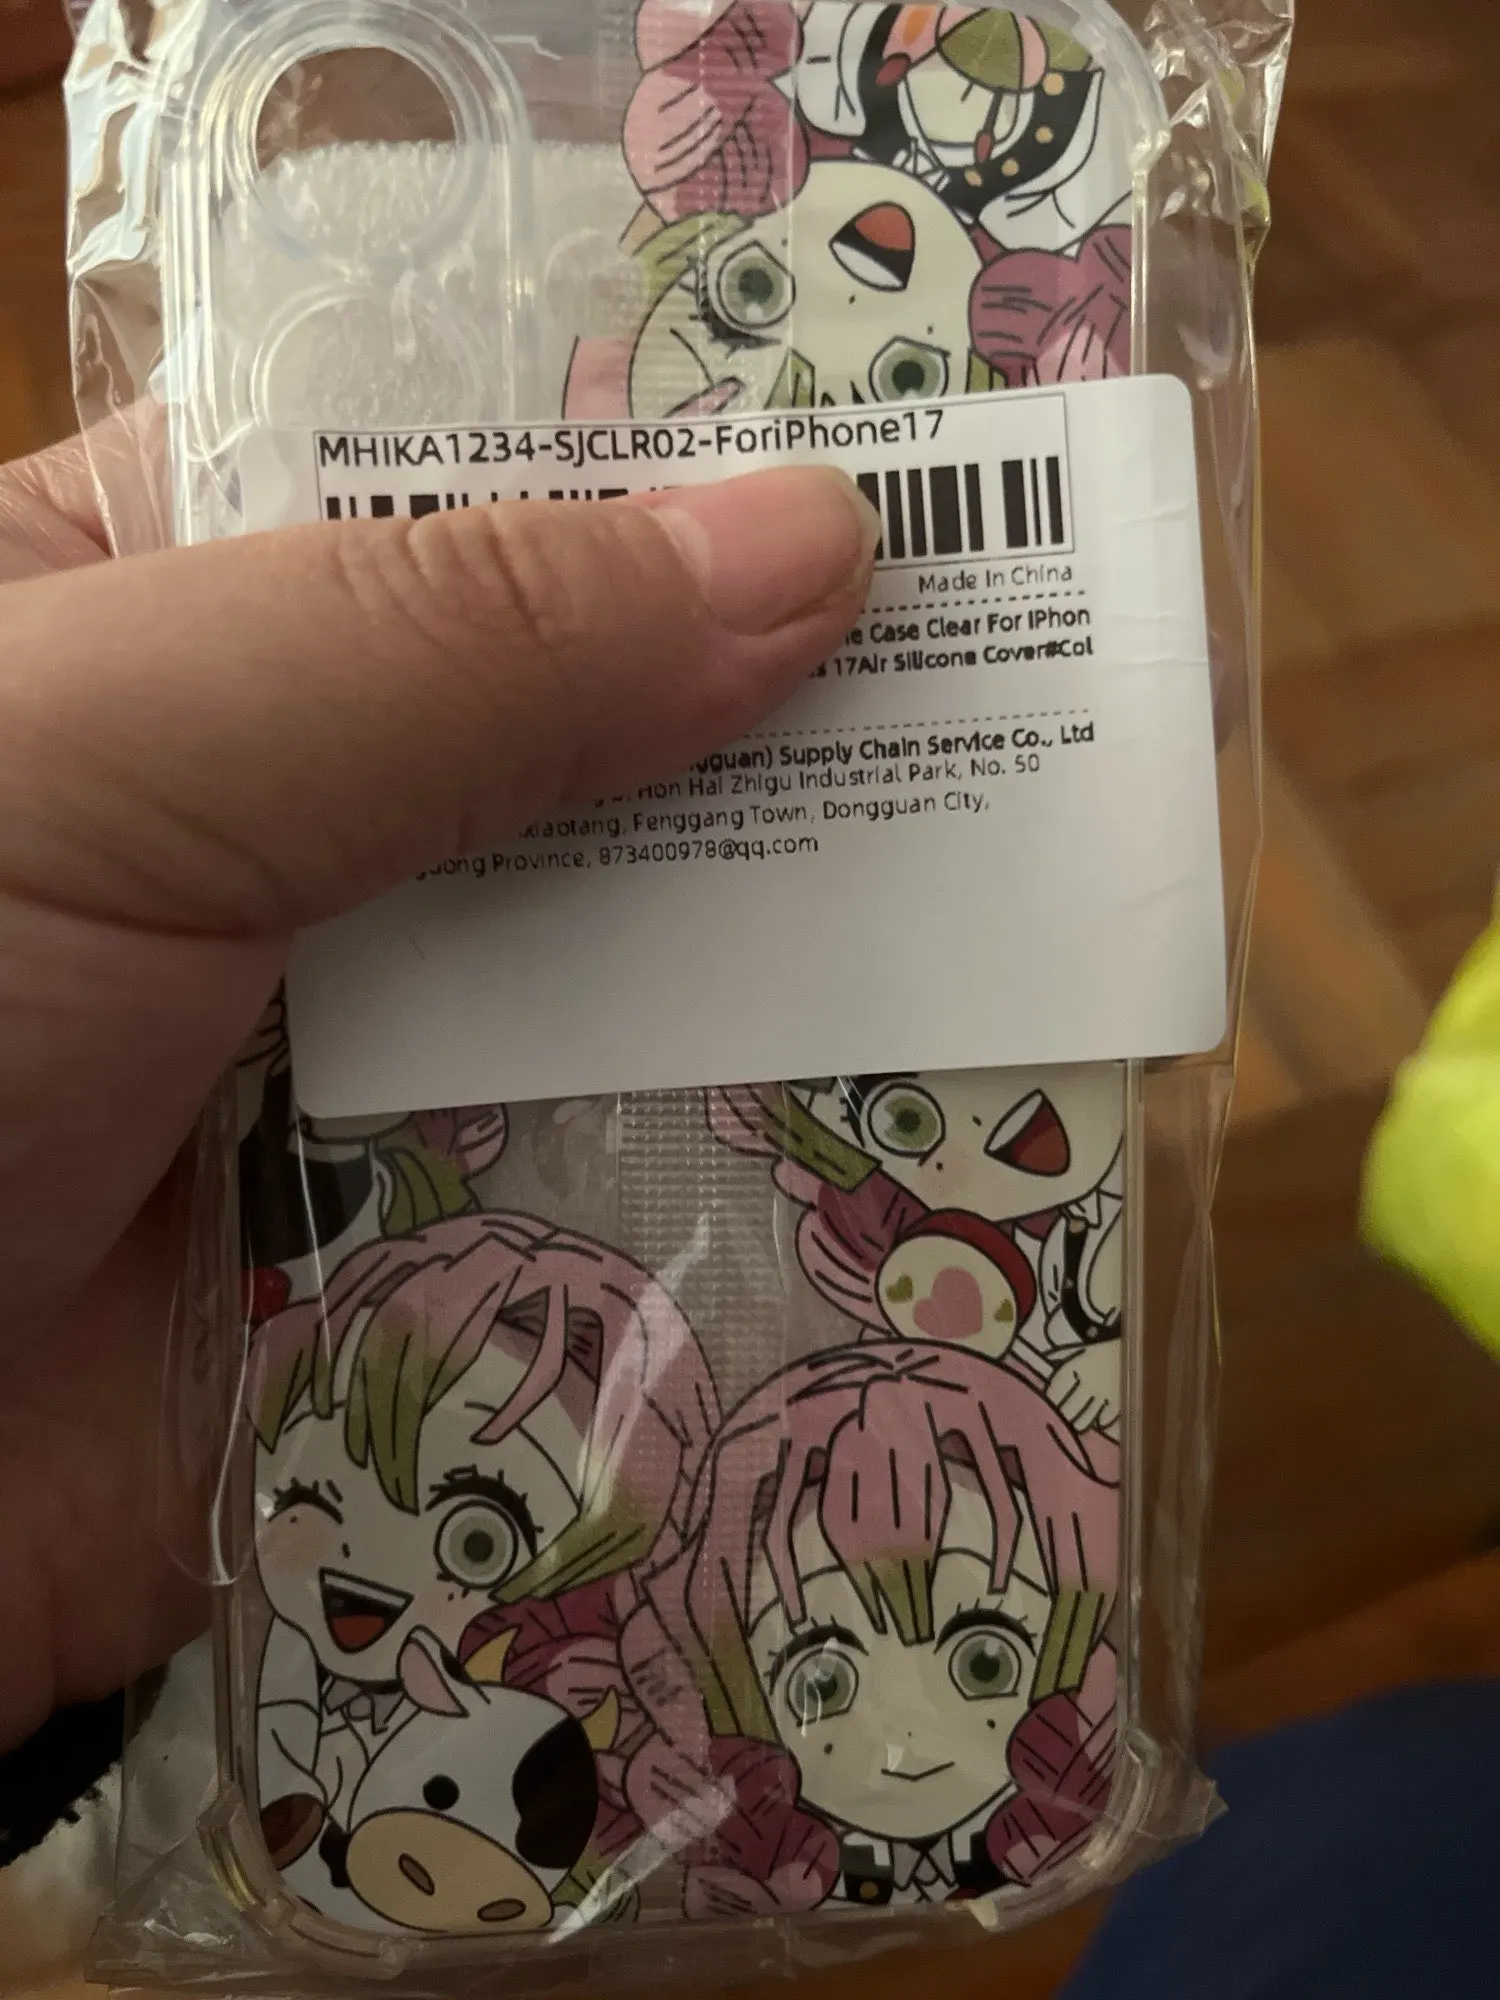 MHIKA1234-SJCLR02-ForiPhone17
Made In China
Case Clear For IPhon
17Air Silicone Cover#Col
Supply Chain Service Co., Ltd
Hon Hai Zhigu Industrial Park, No. 50
Fenggang Town, Dongguan City,
Province, 873400978@qq.com